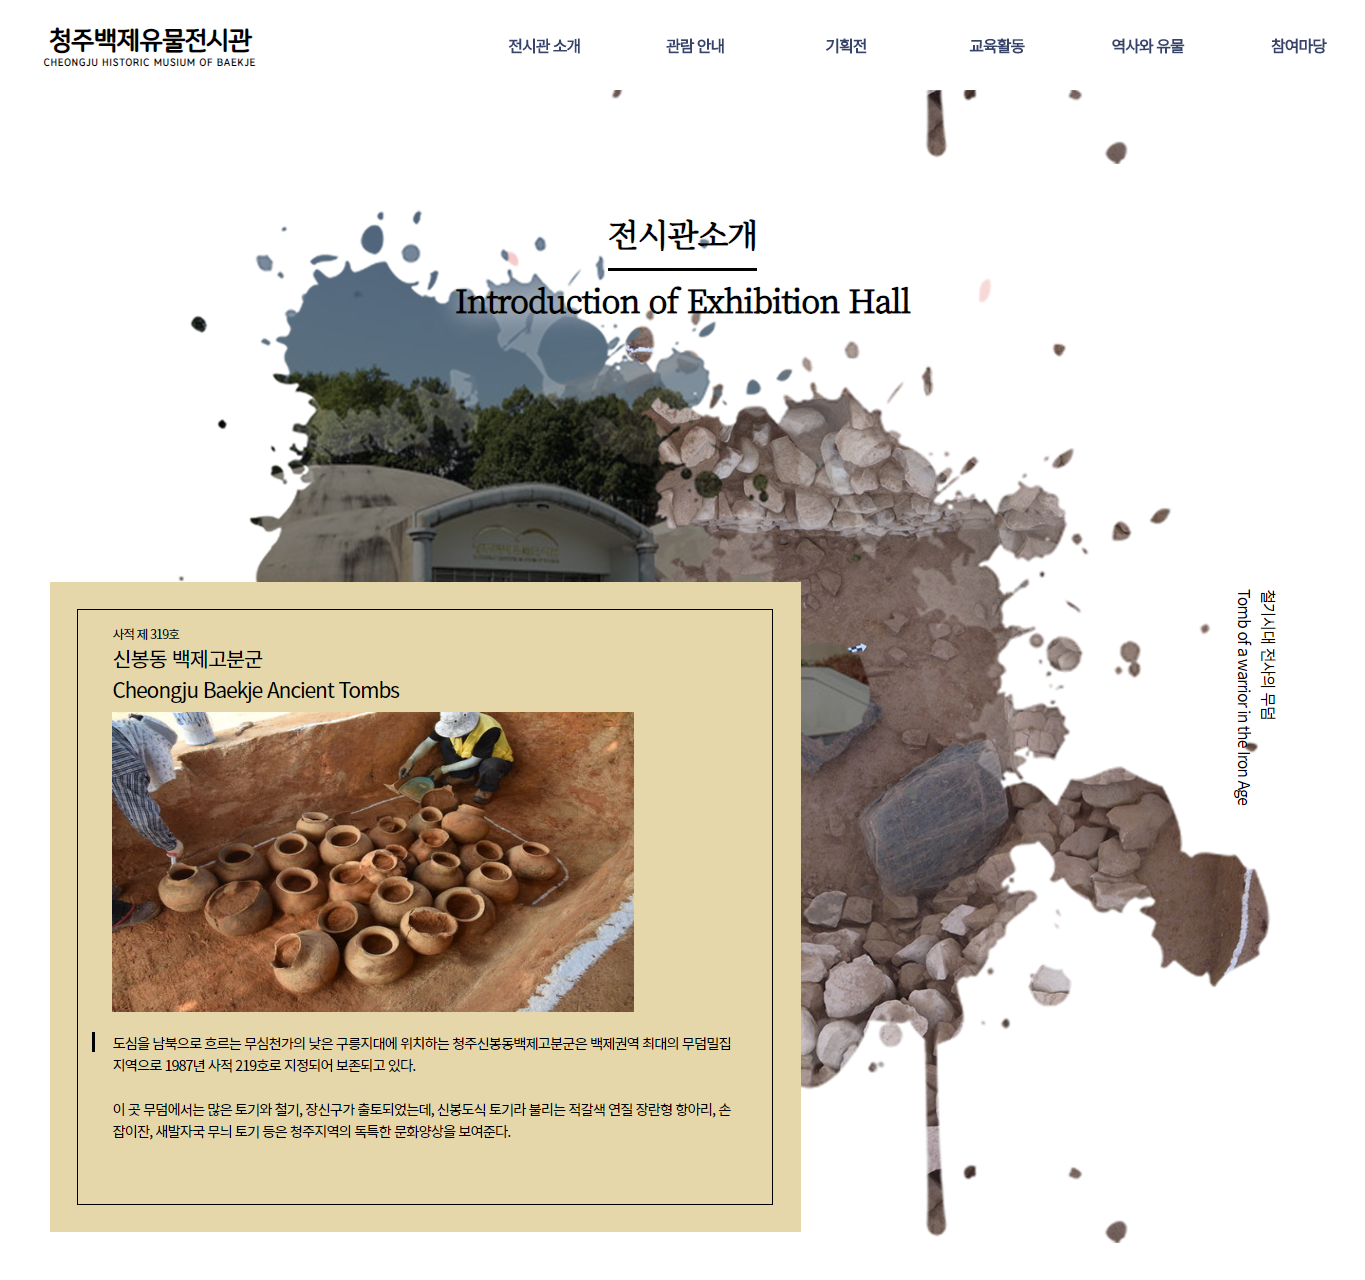 청주백제유물전시관
CHEONGJU HISTORIC MUSIUM OF BAEKJE
전시관 소개
관람 안내
기획전
교육활동
역사와 유물
참여마당
전시관소개
Introduction of Exhibition Hall
철기시대 전사의 무덤
Tomb of a warrior in the Iron Age
사적 제 319호
신봉동 백제고분군
Cheongju Baekje Ancient Tombs
도심을 남북으로 흐르는 무심천가의 낮은 구릉지대에 위치하는 청주신봉동백제고분군은 백제권역 최대의 무덤밀집
지역으로 1987년 사적 219호로 지정되어 보존되고 있다.
이 곳 무덤에서는 많은 토기와 철기, 장신구가 출토되었는데, 신봉도식 토기라 불리는 적갈색 연질 장란형 항아리, 손
잡이잔, 새발자국 무늬 토기 등은 청주지역의 독특한 문화양상을 보여준다.